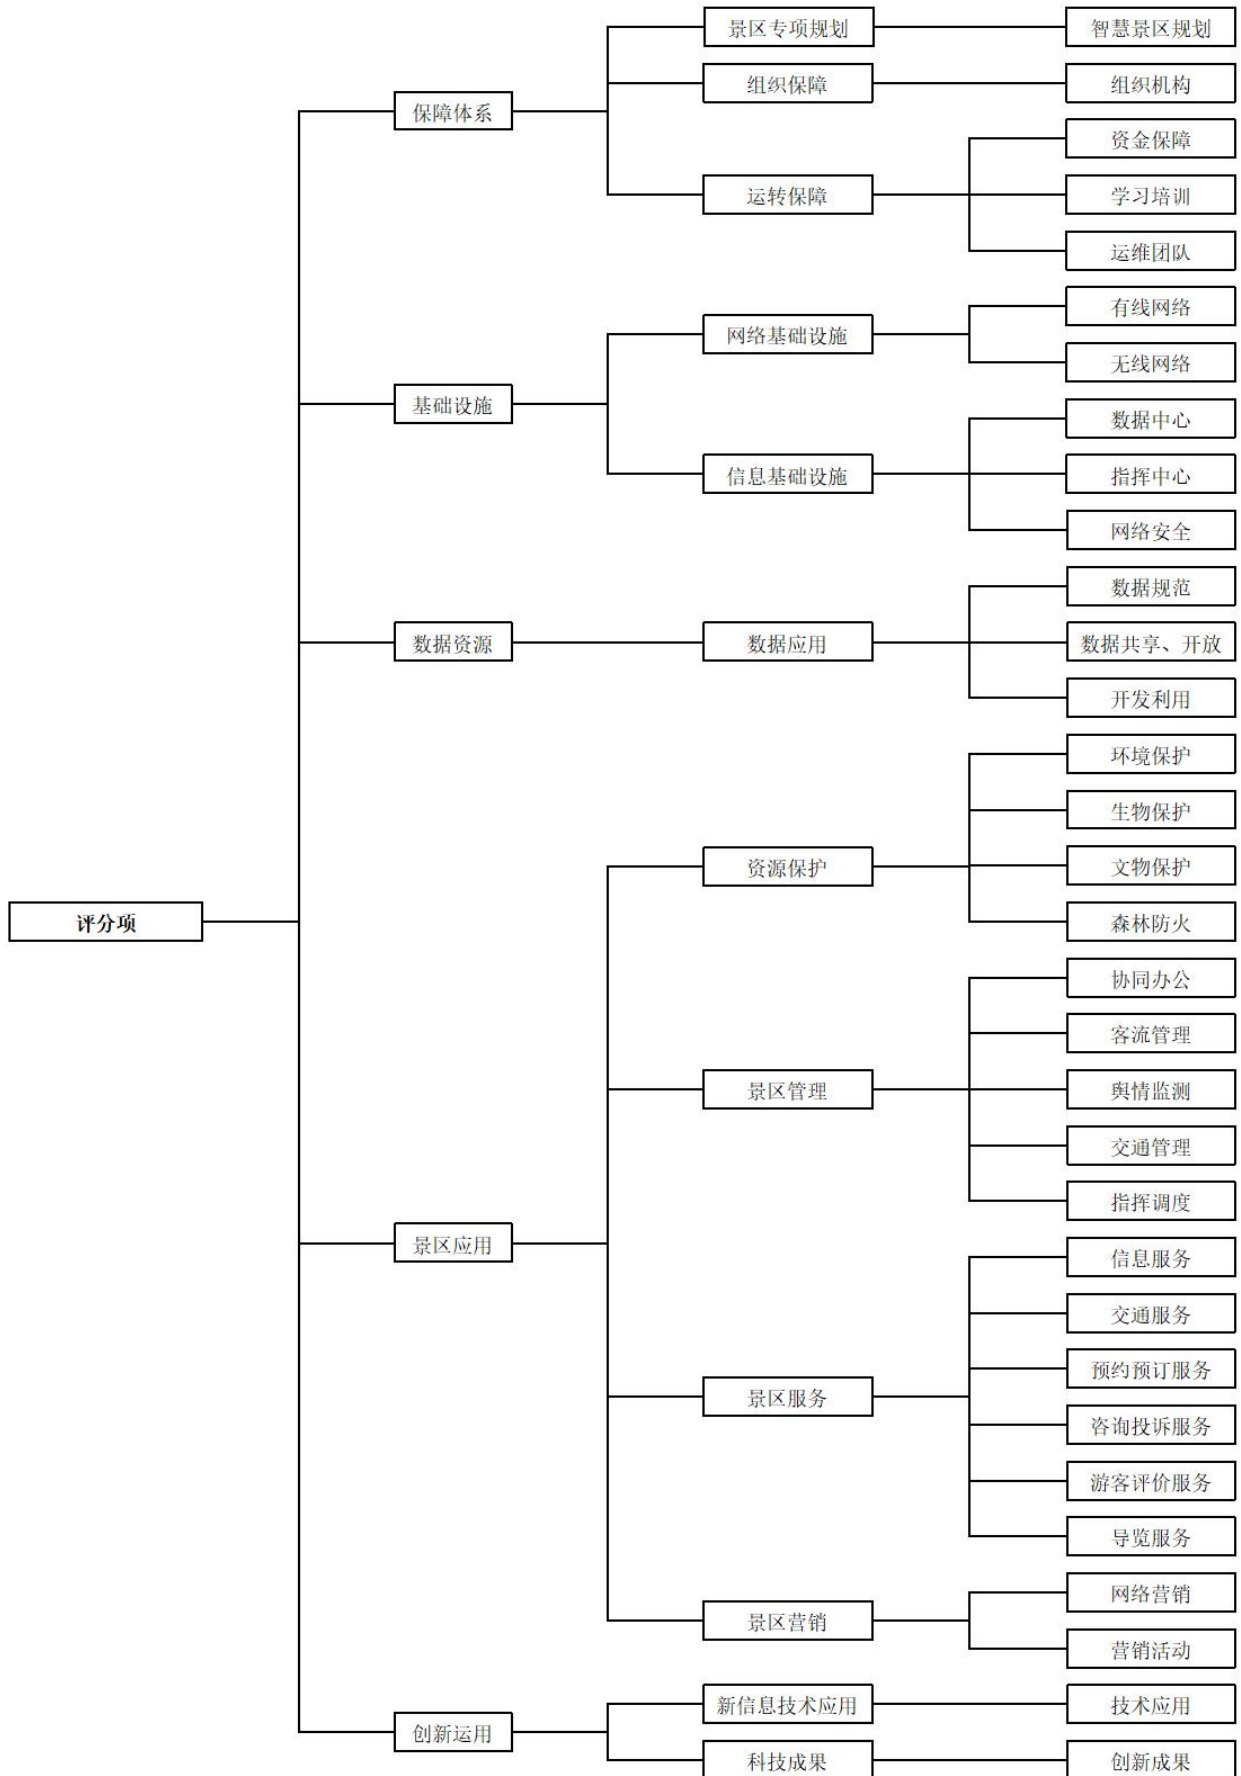 评分项
保障体系
景区专项规划
智慧景区规划
组织保障
组织机构
运转保障
资金保障
学习培训
运维团队
基础设施
网络基础设施
有线网络
无线网络
信息基础设施
数据中心
指挥中心
网络安全
数据资源
数据应用
数据规范
数据共享、开放
开发利用
景区应用
资源保护
环境保护
生物保护
文物保护
森林防火
景区管理
协同办公
客流管理
舆情监测
交通管理
指挥调度
景区服务
信息服务
交通服务
预约预订服务
咨询投诉服务
游客评价服务
导览服务
景区营销
网络营销
营销活动
创新运用
新信息技术应用
技术应用
科技成果
创新成果